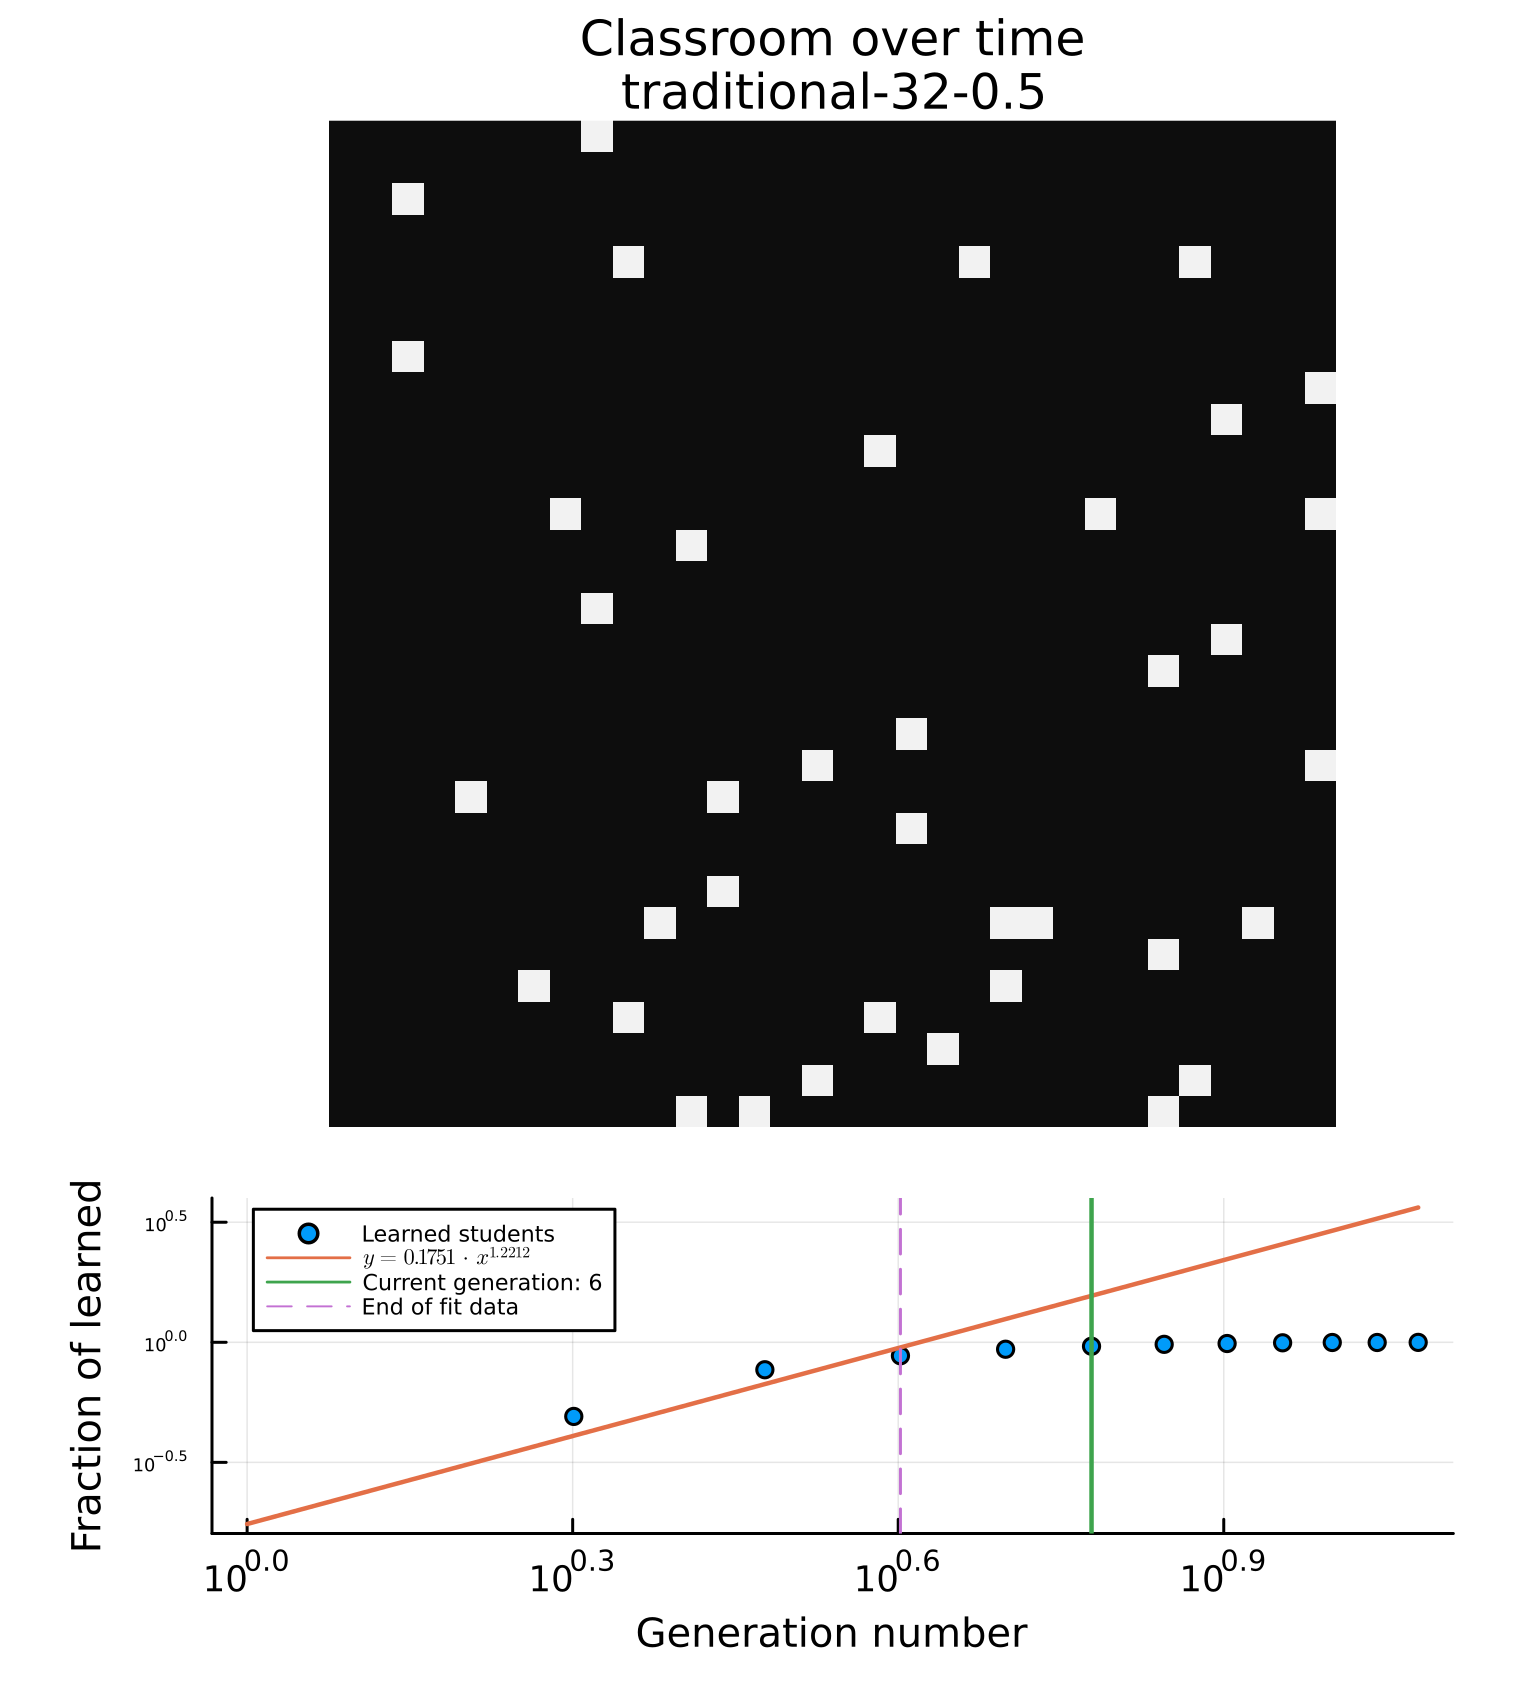 Classroom over time
traditional-32-0.5
Fraction of learned
10^0.5
10^0.0
10^−0.5
Learned students
y = 0.1751 · x^1.2212
Current generation: 6
End of fit data
10^0.0
10^0.3
10^0.6
10^0.9
Generation number